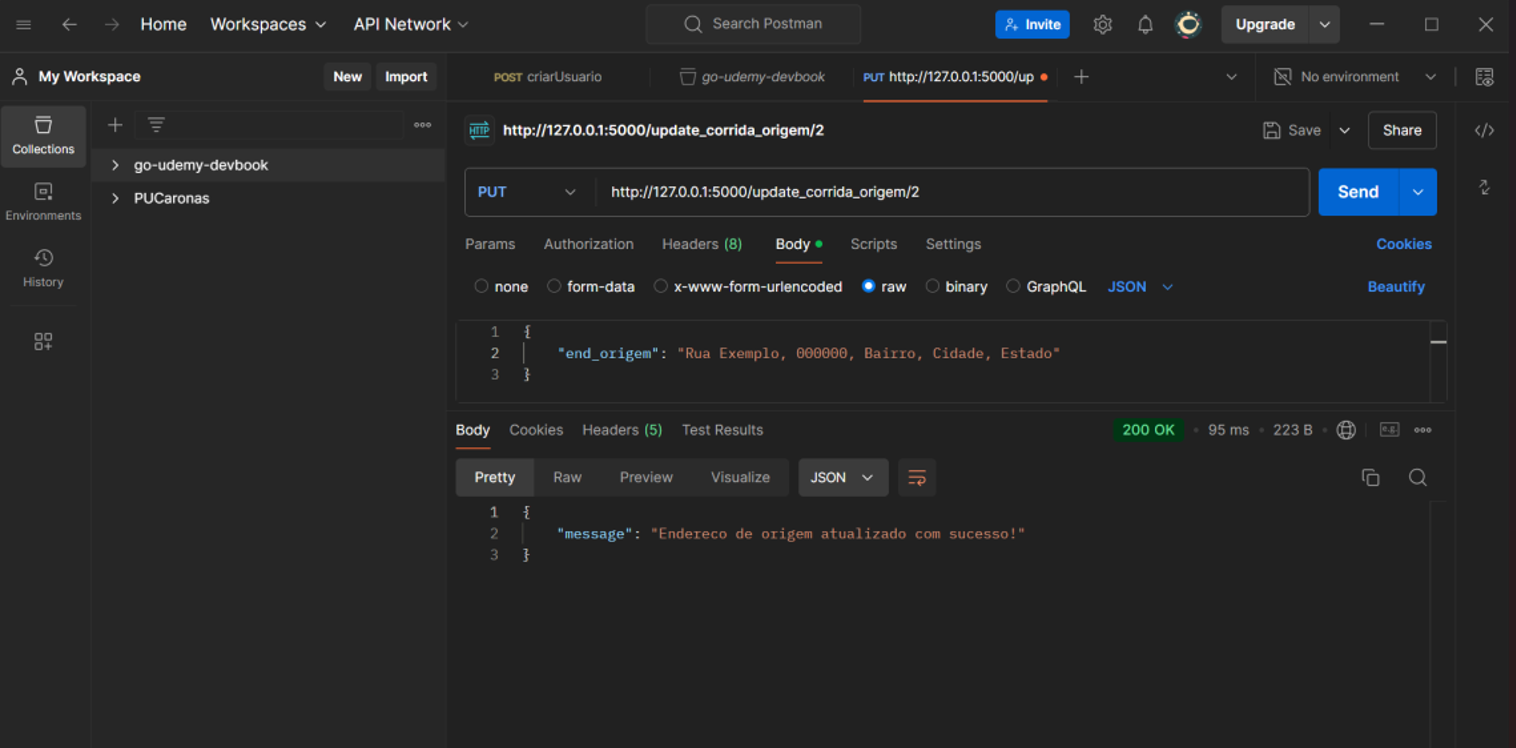 Home Workspaces API Network Search Postman Invite Upgrade
My Workspace New Import POST criarUsuario go-udemy-devbook PUT http://127.0.0.1:5000/up No environment
Collections
Environments
History
go-udemy-devbook
PUCaronas
HTTP http://127.0.0.1:5000/update_corrida_origem/2 Save Share
PUT http://127.0.0.1:5000/update_corrida_origem/2 Send
Params Authorization Headers (8) Body Scripts Settings Cookies
none form-data x-www-form-urlencoded raw binary GraphQL JSON Beautify
1 {
2 "end_origem": "Rua Exemplo, 000000, Bairro, Cidade, Estado"
3 }
Body Cookies Headers (5) Test Results 200 OK 95 ms 223 B e.g.
Pretty Raw Preview Visualize JSON
1 {
2 "message": "Endereco de origem atualizado com sucesso!"
3 }